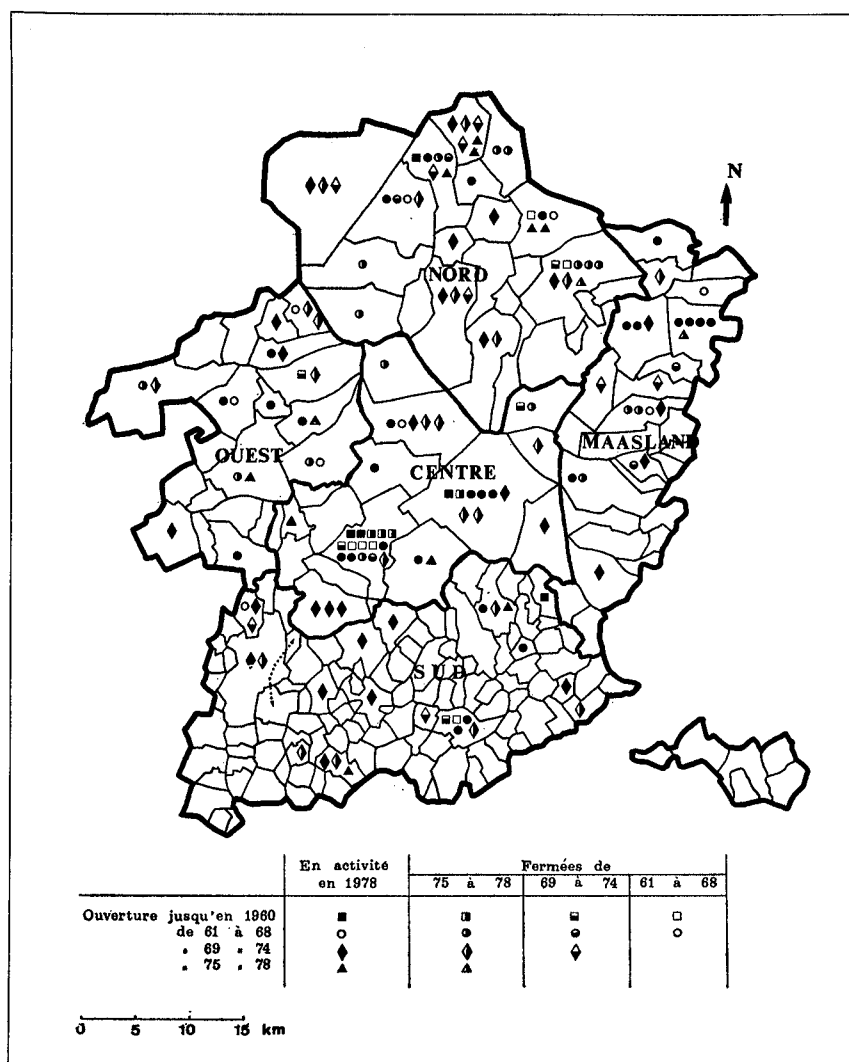 N
NORD
MAASLAND
OUEST
CENTRE
SUD
En activité Fermées de
en 1978 75 à 78 69 à 74 61 à 68
Ouverture jusqu'en 1960
de 61 à 68
" 69 " 74
" 75 " 78
0 5 10 15 km